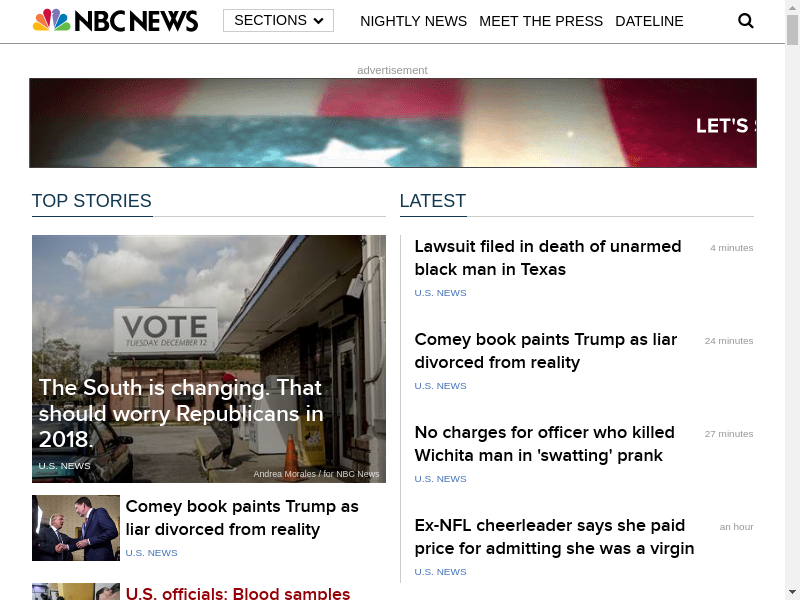 NBC NEWS
SECTIONS
NIGHTLY NEWS
MEET THE PRESS
DATELINE
advertisement
LET'S
TOP STORIES
VOTE
TUESDAY, DECEMBER 12
The South is changing. That
should worry Republicans in
2018.
U.S. NEWS
Andrea Morales / for NBC News
Comey book paints Trump as
liar divorced from reality
U.S. NEWS
U.S. officials: Blood samples
LATEST
Lawsuit filed in death of unarmed
black man in Texas
4 minutes
U.S. NEWS
Comey book paints Trump as liar
divorced from reality
24 minutes
U.S. NEWS
No charges for officer who killed
Wichita man in 'swatting' prank
27 minutes
U.S. NEWS
Ex-NFL cheerleader says she paid
price for admitting she was a virgin
an hour
U.S. NEWS